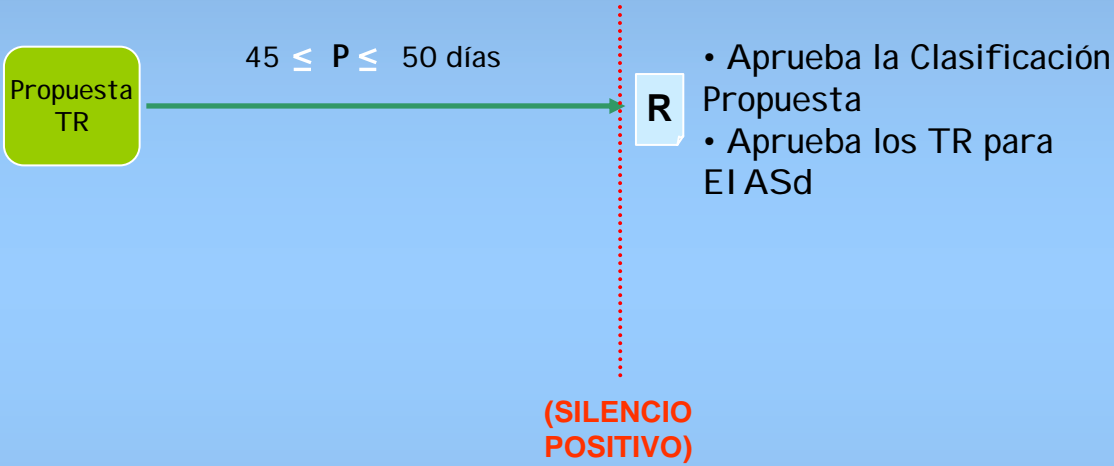 Propuesta
TR
45 ≤ P ≤ 50 días
R
• Aprueba la Clasificación
Propuesta
• Aprueba los TR para
EIASd
(SILENCIO
POSITIVO)